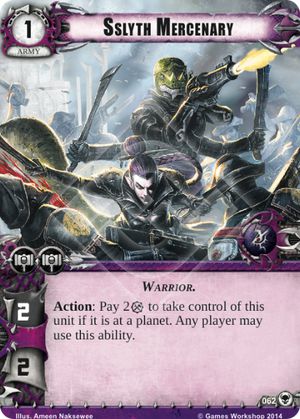 1
SSLYTH MERCENARY
ARMY
WARRIOR.
2
Action: Pay 2 to take control of this
unit if it is at a planet. Any player may
use this ability.
2
062
Illus. Ameen Naksewee
© Games Workshop 2014